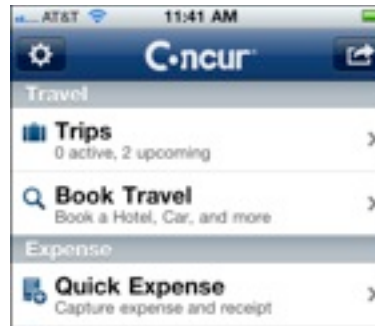 AT&T 11:41 AM
C•ncur
Travel
Trips
0 active, 2 upcoming
Book Travel
Book a Hotel, Car, and more
Expense
Quick Expense
Capture expense and receipt